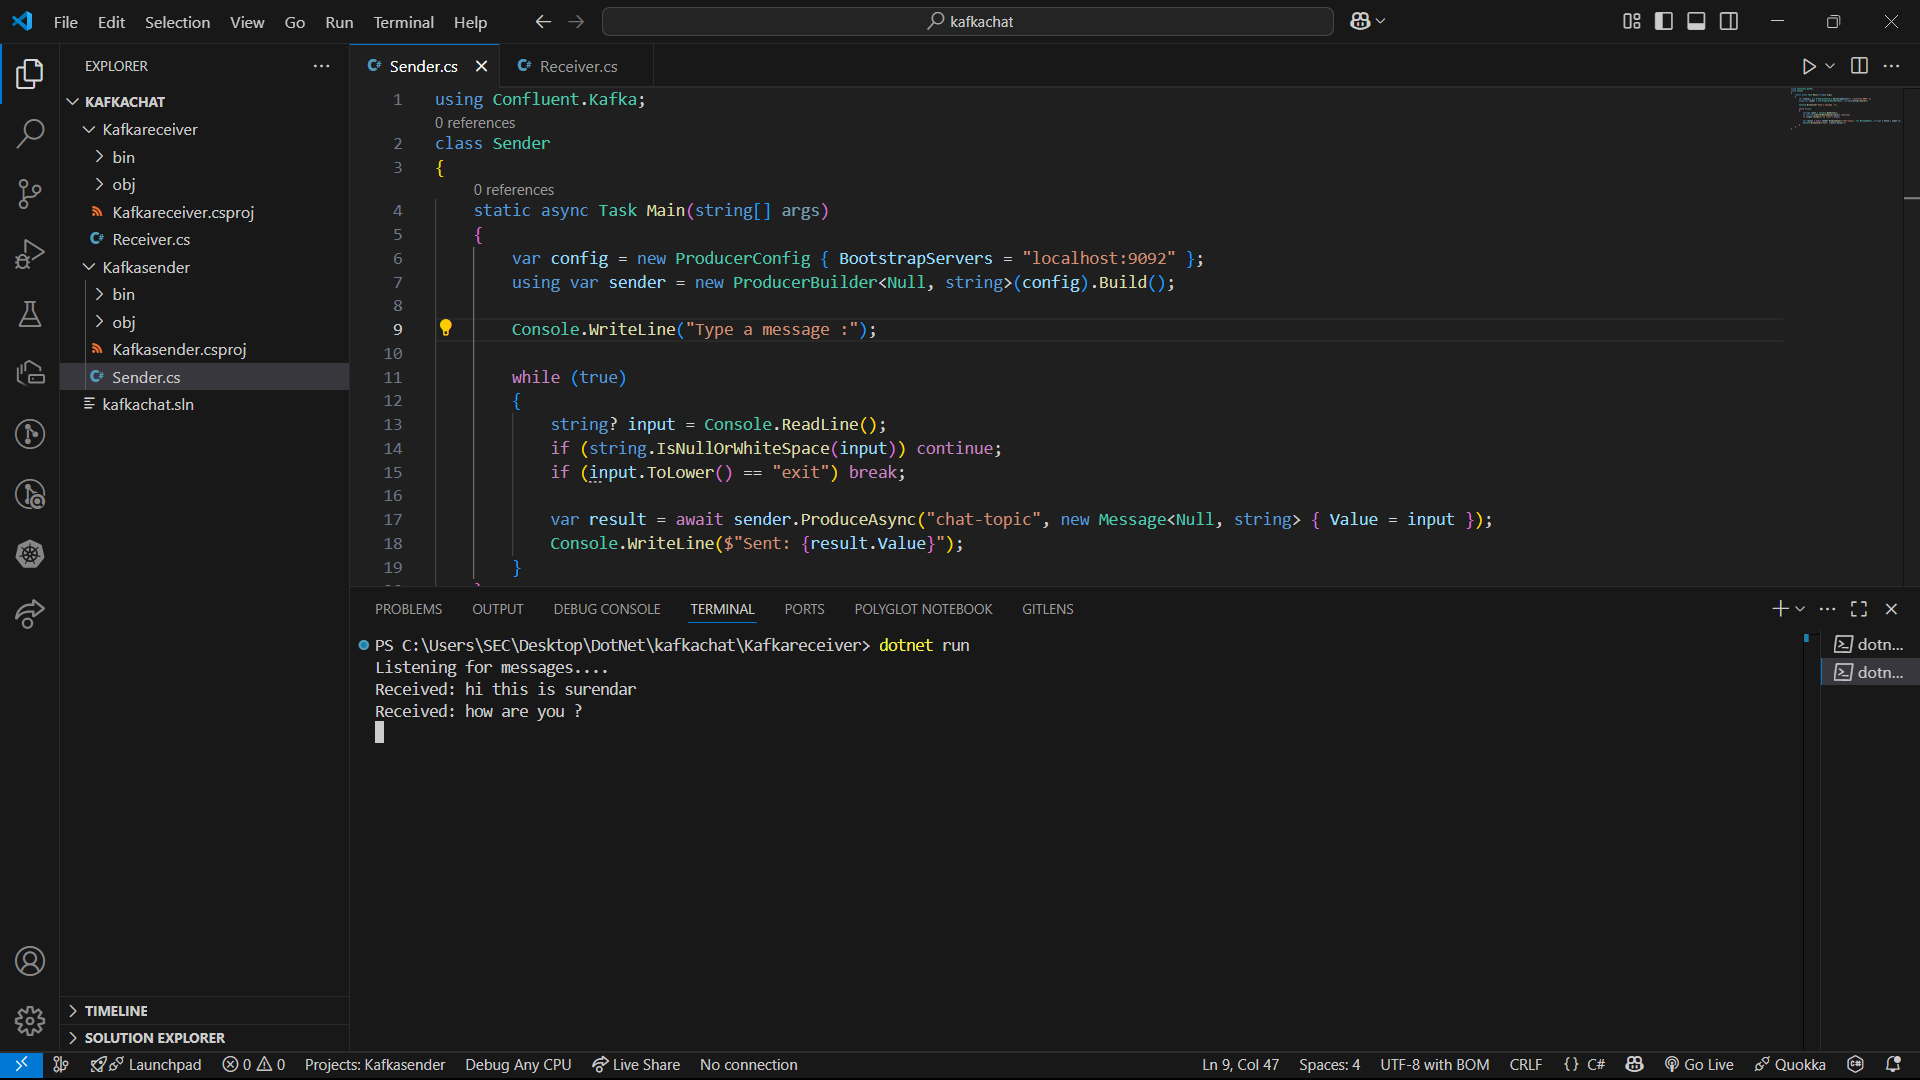 File Edit Selection View Go Run Terminal Help
kafkachat
EXPLORER
KAFKACHAT
Kafkareceiver
bin
obj
Kafkareceiver.csproj
C# Receiver.cs
Kafkasender
bin
obj
Kafkasender.csproj
C# Sender.cs
kafkachat.sln
TIMELINE
SOLUTION EXPLORER
C# Sender.cs
C# Receiver.cs
1 using Confluent.Kafka;
0 references
2 class Sender
3 {
0 references
4 static async Task Main(string[] args)
5 {
6 var config = new ProducerConfig { BootstrapServers = "localhost:9092" };
7 using var sender = new ProducerBuilder<Null, string>(config).Build();
8
9 Console.WriteLine("Type a message :");
10
11 while (true)
12 {
13 string? input = Console.ReadLine();
14 if (string.IsNullOrWhiteSpace(input)) continue;
15 if (input.ToLower() == "exit") break;
16
17 var result = await sender.ProduceAsync("chat-topic", new Message<Null, string> { Value = input });
18 Console.WriteLine($"Sent: {result.Value}");
19 }
PROBLEMS OUTPUT DEBUG CONSOLE TERMINAL PORTS POLYGLOT NOTEBOOK GITLENS
PS C:\Users\SEC\Desktop\DotNet\kafkachat\Kafkareceiver> dotnet run
Listening for messages....
Received: hi this is surendar
Received: how are you ?
dotn...
dotn...
Launchpad 0 0 Projects: Kafkasender Debug Any CPU Live Share No connection Ln 9, Col 47 Spaces: 4 UTF-8 with BOM CRLF {} C# Go Live Quokka